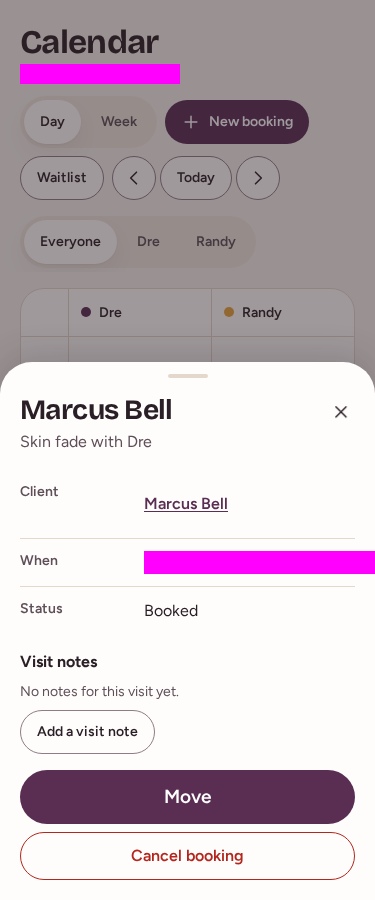 Calendar
Day
Week
New booking
Waitlist
Today
Everyone
Dre
Randy
Dre
Randy
Marcus Bell
Skin fade with Dre
Client
Marcus Bell
When
Status
Booked
Visit notes
No notes for this visit yet.
Add a visit note
Move
Cancel booking